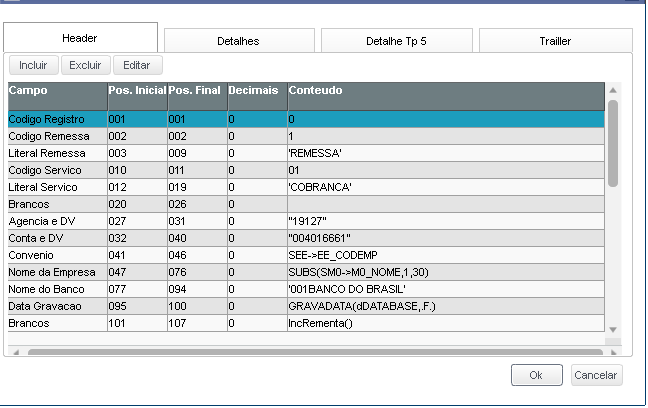 Header Detalhes Detalhe Tp 5 Trailler
Incluir Excluir Editar
Campo Pos. Inicial Pos. Final Decimais Conteudo
Codigo Registro 001 001 0 0
Codigo Remessa 002 002 0 1
Literal Remessa 003 009 0 'REMESSA'
Codigo Servico 010 011 0 01
Literal Servico 012 019 0 'COBRANCA'
Brancos 020 026 0
Agencia e DV 027 031 0 "19127"
Conta e DV 032 040 0 "004016661"
Convenio 041 046 0 SEE->EE_CODEMP
Nome da Empresa 047 076 0 SUBS(SM0->M0_NOME,1,30)
Nome do Banco 077 094 0 '001BANCO DO BRASIL'
Data Gravacao 095 100 0 GRAVADATA(dDATABASE,.F.)
Brancos 101 107 0 IncRementa()
Ok Cancelar